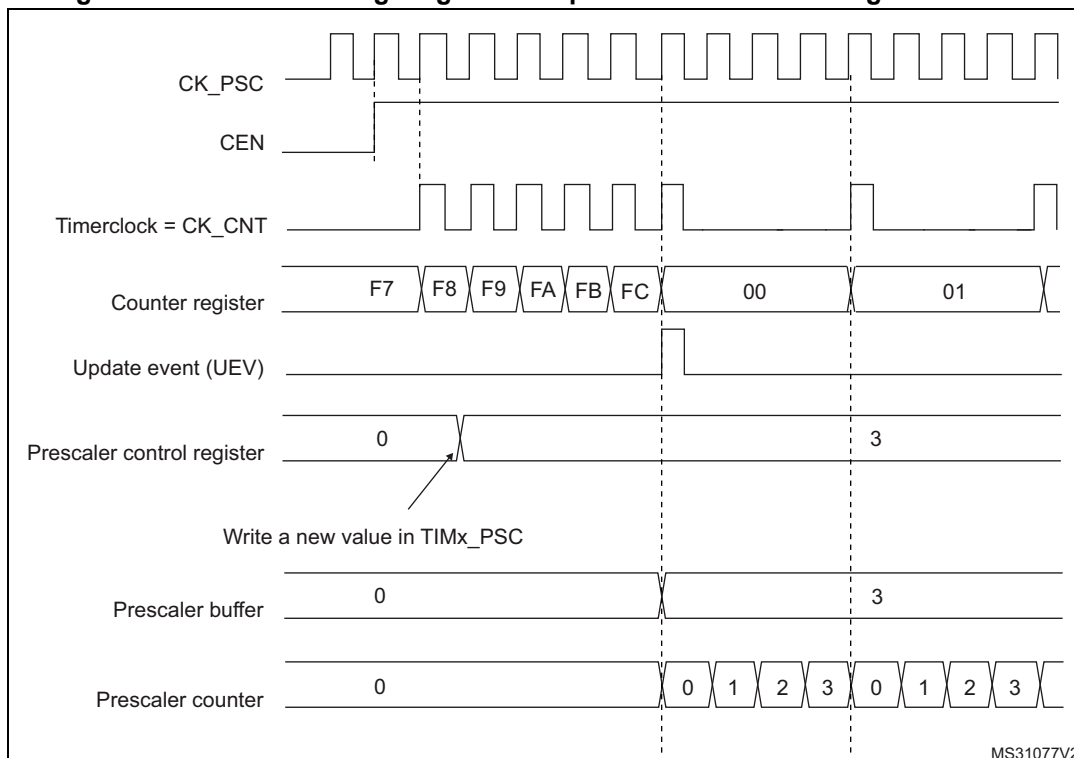 CK_PSC
CEN
Timerclock = CK_CNT
Counter register F7 F8 F9 FA FB FC 00 01
Update event (UEV)
Prescaler control register 0 3
Write a new value in TIMx_PSC
Prescaler buffer 0 3
Prescaler counter 0 0 1 2 3 0 1 2 3
MS31077V2